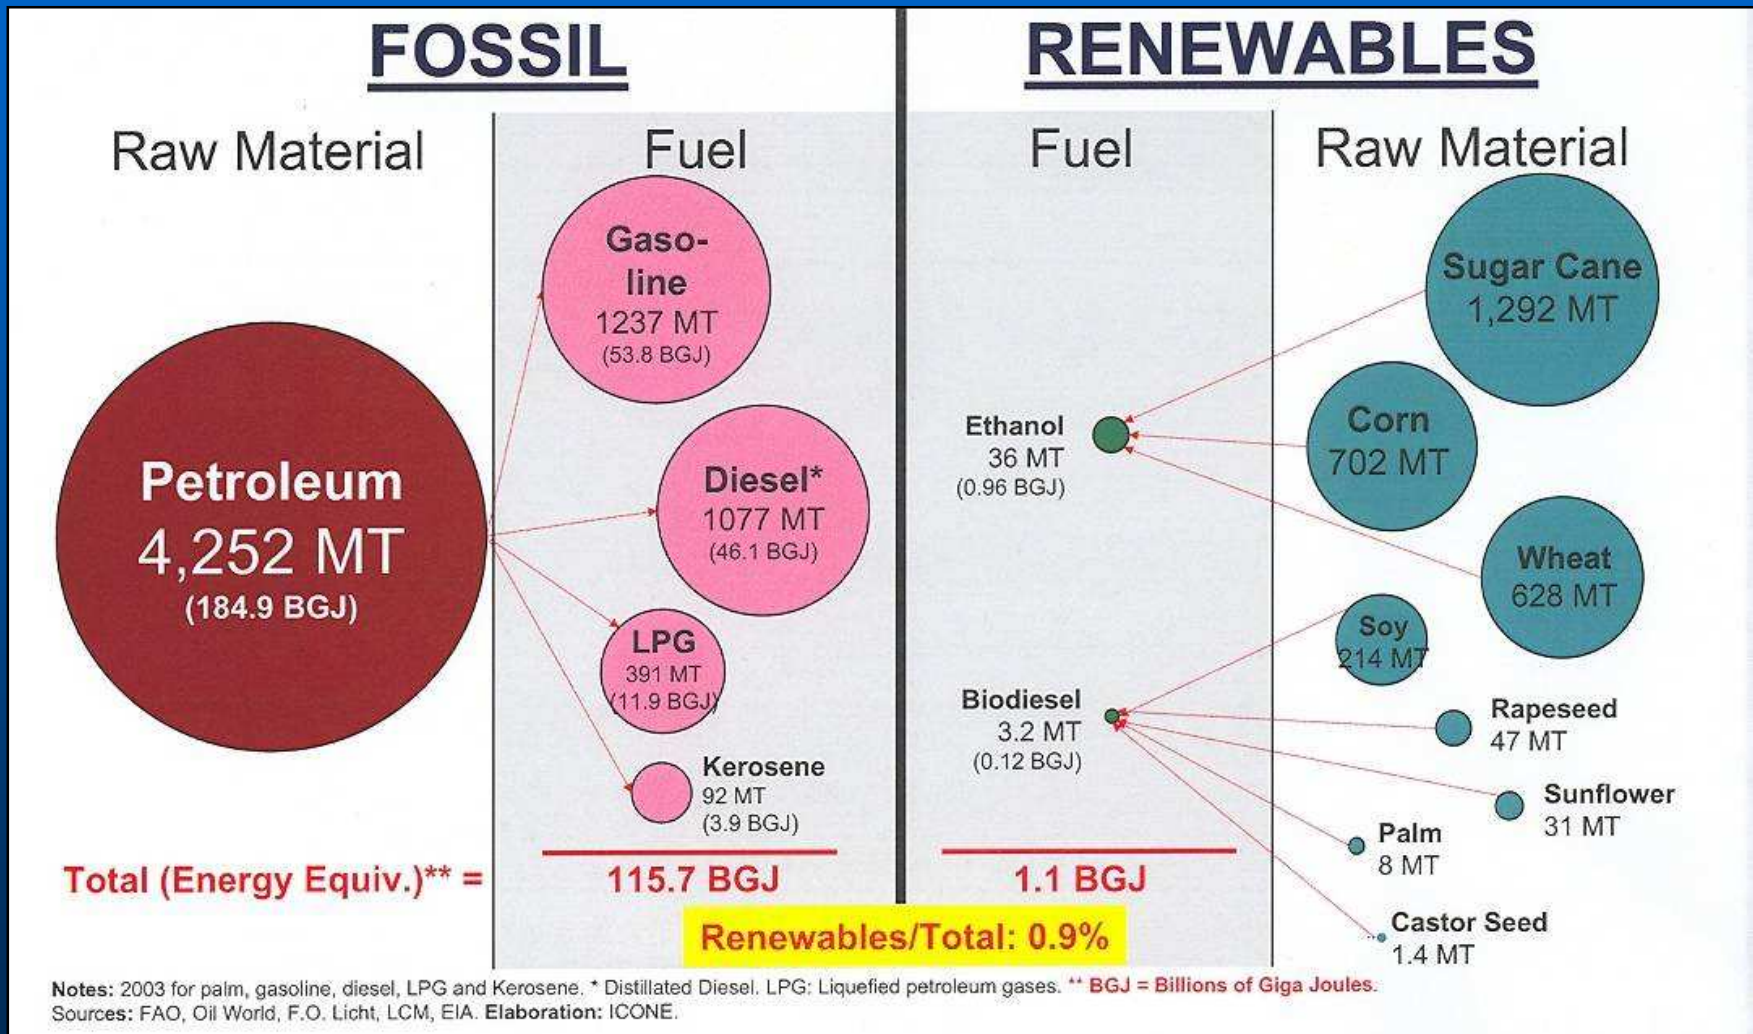 FOSSIL
RENEWABLES
Raw Material
Fuel
Fuel
Raw Material
Petroleum
4,252 MT
(184.9 BGJ)
Gaso-
line
1237 MT
(53.8 BGJ)
Diesel*
1077 MT
(46.1 BGJ)
LPG
391 MT
(11.9 BGJ)
Kerosene
92 MT
(3.9 BGJ)
Ethanol
36 MT
(0.96 BGJ)
Biodiesel
3.2 MT
(0.12 BGJ)
Sugar Cane
1,292 MT
Corn
702 MT
Wheat
628 MT
Soy
214 MT
Rapeseed
47 MT
Sunflower
31 MT
Palm
8 MT
Castor Seed
1.4 MT
Total (Energy Equiv.)** =
115.7 BGJ
1.1 BGJ
Renewables/Total: 0.9%
Notes: 2003 for palm, gasoline, diesel, LPG and Kerosene. * Distillated Diesel. LPG: Liquefied petroleum gases. ** BGJ = Billions of Giga Joules.
Sources: FAO, Oil World, F.O. Licht, LCM, EIA. Elaboration: ICONE.